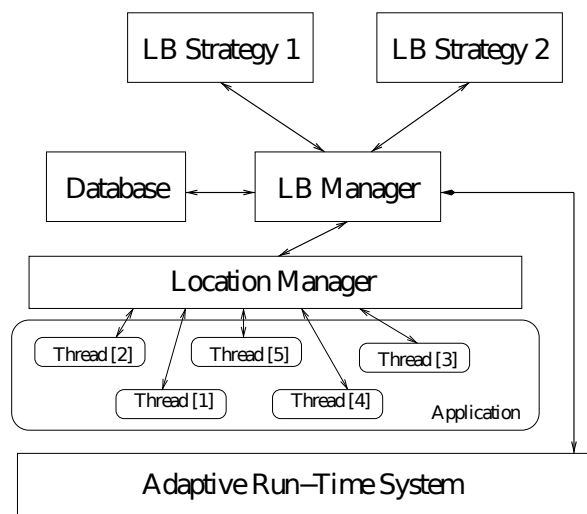 LB Strategy 1
LB Strategy 2
Database
LB Manager
Location Manager
Thread [2]
Thread [5]
Thread [3]
Thread [1]
Thread [4]
Application
Adaptive Run−Time System